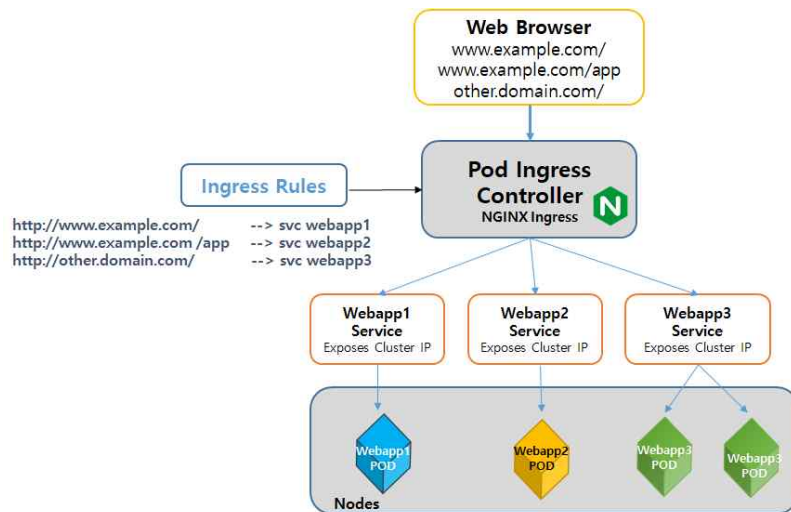 Web Browser
www.example.com/
www.example.com/app
other.domain.com/
Pod Ingress
Controller
NGINX Ingress
N
Ingress Rules
http://www.example.com/ --> svc webapp1
http://www.example.com /app --> svc webapp2
http://other.domain.com/ --> svc webapp3
Webapp1
Service
Exposes Cluster IP
Webapp2
Service
Exposes Cluster IP
Webapp3
Service
Exposes Cluster IP
Webapp1
POD
Webapp2
POD
Webapp3
POD
Webapp3
POD
Nodes